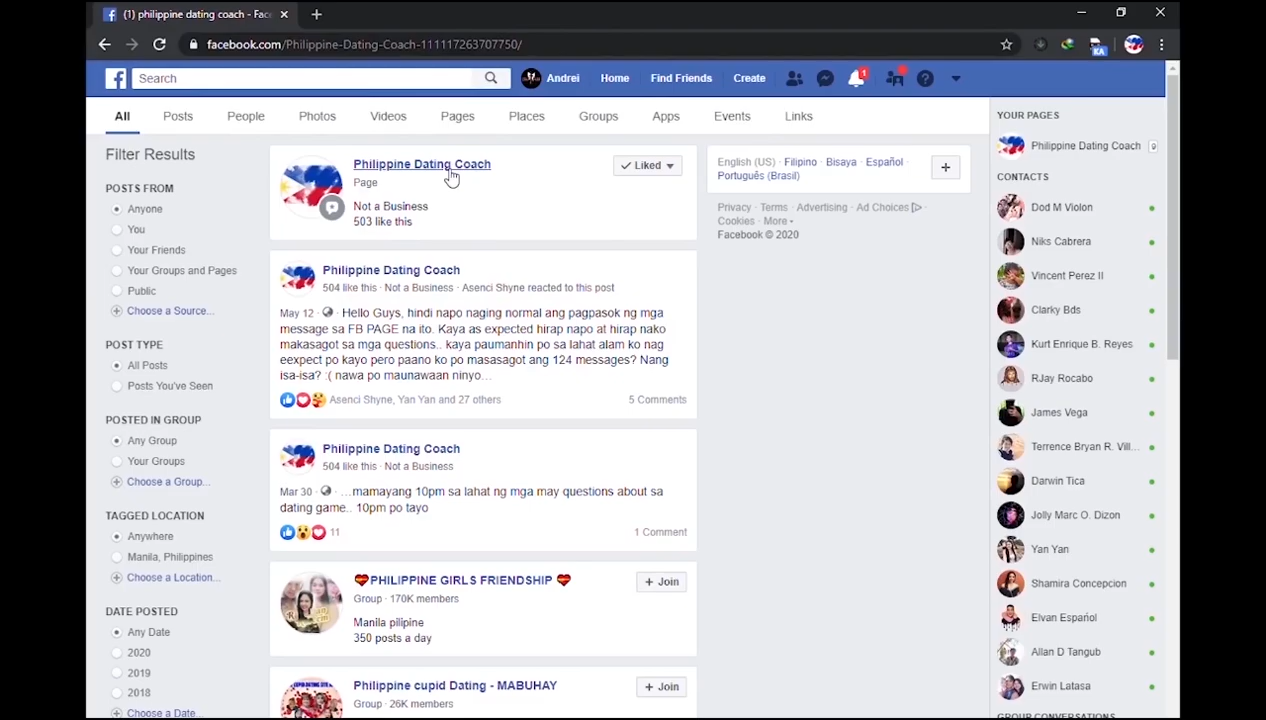 (1) philippine dating coach - Fac
facebook.com/Philippine-Dating-Coach-111117263707750/
KA
Search
Andrei
Home
Find Friends
Create
1
All
Posts
People
Photos
Videos
Pages
Places
Groups
Apps
Events
Links
Filter Results
POSTS FROM
Anyone
You
Your Friends
Your Groups and Pages
Public
Choose a Source...
POST TYPE
All Posts
Posts You've Seen
POSTED IN GROUP
Any Group
Your Groups
Choose a Group...
TAGGED LOCATION
Anywhere
Manila, Philippines
Choose a Location...
DATE POSTED
Any Date
2020
2019
2018
Choose a Date...
Philippine Dating Coach
Page
Not a Business
503 like this
Liked
Philippine Dating Coach
504 like this · Not a Business · Asenci Shyne reacted to this post
May 12 · Hello Guys, hindi napo naging normal ang pagpasok ng mga
message sa FB PAGE na ito. Kaya as expected hirap napo at hirap nako
makasagot sa mga questions.. kaya paumanhin po sa lahat alam ko nag
eexpect po kayo pero paano ko po masasagot ang 124 messages? Nang
isa-isa? :( nawa po maunawaan ninyo...
Asenci Shyne, Yan Yan and 27 others
5 Comments
Philippine Dating Coach
504 like this · Not a Business
Mar 30 · ...mamayang 10pm sa lahat ng mga may questions about sa
dating game.. 10pm po tayo
11
1 Comment
PHILIPPINE GIRLS FRIENDSHIP
Group · 170K members
Manila pilipine
350 posts a day
+ Join
Philippine cupid Dating - MABUHAY
Group · 26K members
+ Join
English (US) · Filipino · Bisaya · Español ·
Português (Brasil)
+
Privacy · Terms · Advertising · Ad Choices ·
Cookies · More
Facebook © 2020
YOUR PAGES
Philippine Dating Coach
CONTACTS
Dod M Violon
Niks Cabrera
Vincent Perez II
Clarky Bds
Kurt Enrique B. Reyes
RJay Rocabo
James Vega
Terrence Bryan R. Vill...
Darwin Tica
Jolly Marc O. Dizon
Yan Yan
Shamira Concepcion
Elvan Español
Allan D Tangub
Erwin Latasa
GROUP CONVERSATIONS